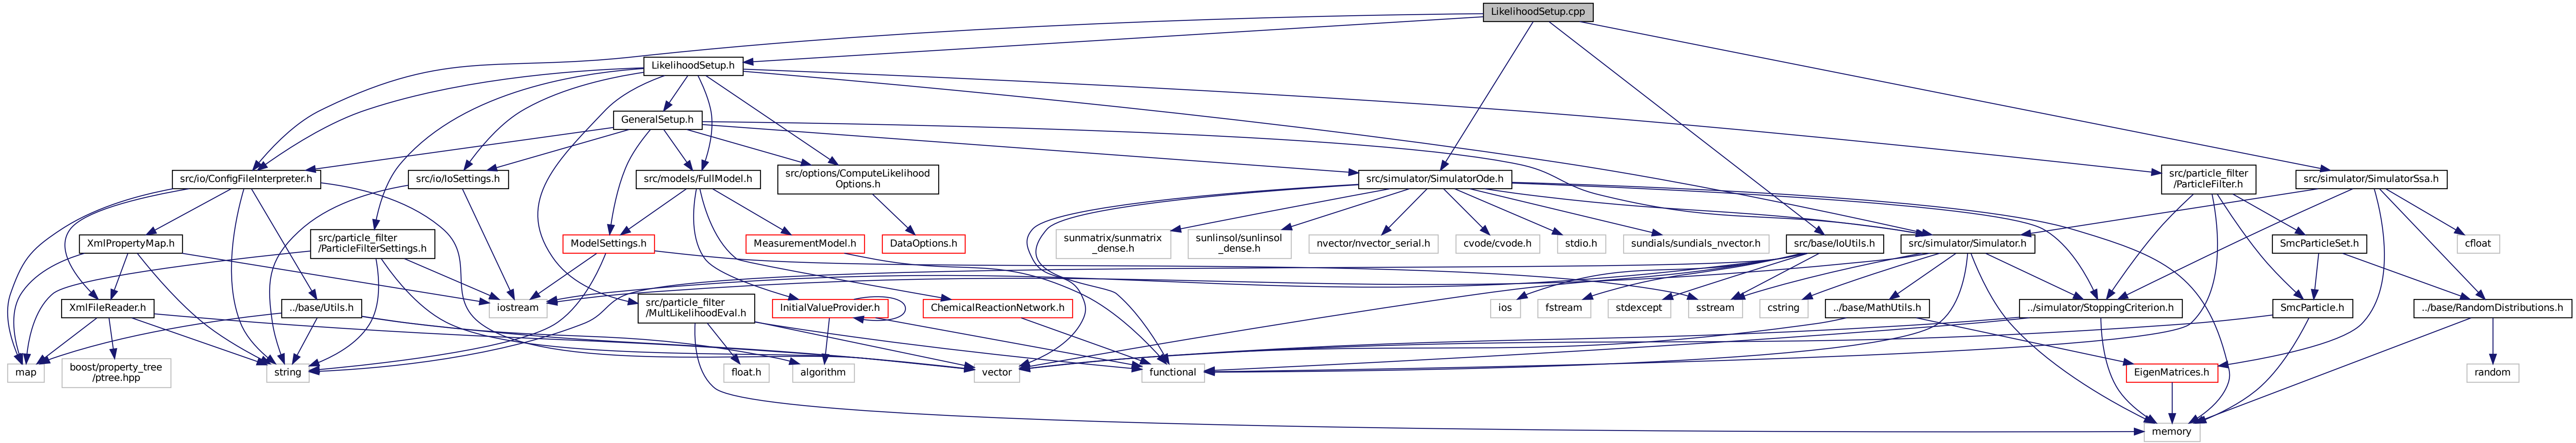 LikelihoodSetup.cpp
LikelihoodSetup.h
GeneralSetup.h
src/io/ConfigFileInterpreter.h
src/io/IoSettings.h
src/models/FullModel.h
src/options/ComputeLikelihood
Options.h
src/simulator/SimulatorOde.h
src/particle_filter
/ParticleFilter.h
src/simulator/SimulatorSsa.h
XmlPropertyMap.h
src/particle_filter
/ParticleFilterSettings.h
ModelSettings.h
MeasurementModel.h
DataOptions.h
sunmatrix/sunmatrix
_dense.h
sunlinsol/sunlinsol
_dense.h
nvector/nvector_serial.h
cvode/cvode.h
stdio.h
sundials/sundials_nvector.h
src/base/IoUtils.h
src/simulator/Simulator.h
SmcParticleSet.h
cfloat
XmlFileReader.h
../base/Utils.h
iostream
src/particle_filter
/MultLikelihoodEval.h
InitialValueProvider.h
ChemicalReactionNetwork.h
ios
fstream
stdexcept
sstream
cstring
../base/MathUtils.h
../simulator/StoppingCriterion.h
SmcParticle.h
../base/RandomDistributions.h
map
boost/property_tree
/ptree.hpp
string
float.h
algorithm
vector
functional
EigenMatrices.h
random
memory